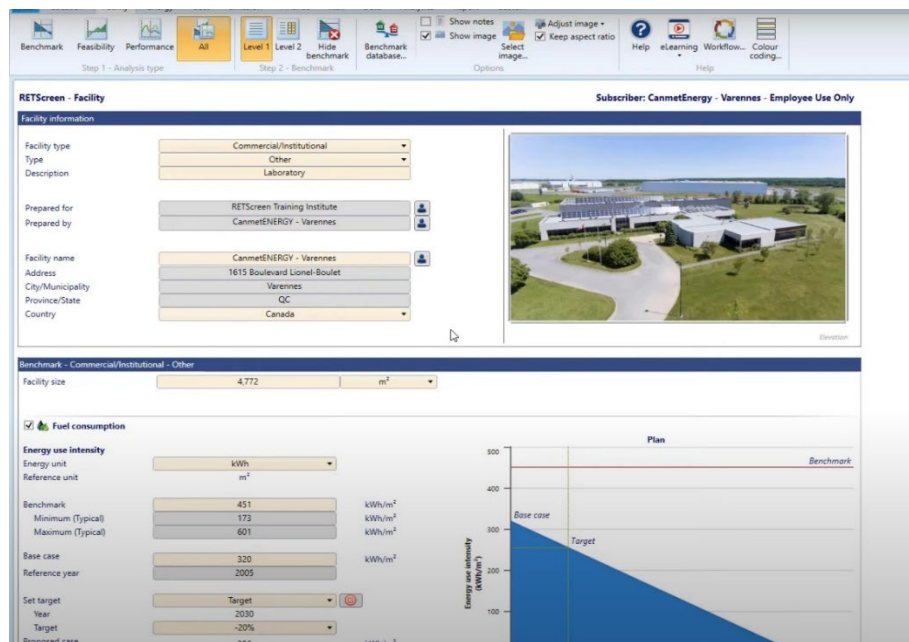 Benchmark
Feasibility
Performance
All
Step 1 - Analysis type
Level 1
Level 2
Hide benchmark
Step 2 - Benchmark
Benchmark database...
Show notes
Show image
Select image...
Adjust image
Keep aspect ratio
Options
Help
eLearning
Workflow...
Colour coding...
Help
RETScreen - Facility
Subscriber: CanmetEnergy - Varennes - Employee Use Only
Facility information
Facility type Commercial/Institutional
Type Other
Description Laboratory
Prepared for RETScreen Training Institute
Prepared by CanmetENERGY - Varennes
Facility name CanmetENERGY - Varennes
Address 1615 Boulevard Lionel-Boulet
City/Municipality Varennes
Province/State QC
Country Canada
Elevation
Benchmark - Commercial/Institutional - Other
Facility size 4,772 m²
Fuel consumption
Energy use intensity
Energy unit kWh
Reference unit m²
Benchmark 451 kWh/m²
Minimum (Typical) 173 kWh/m²
Maximum (Typical) 601 kWh/m²
Base case 320 kWh/m²
Reference year 2005
Set target Target
Year 2030
Target -20%
Plan
500
Benchmark
400
Base case
300
Target
200
100
Energy use intensity
(kWh/m²)